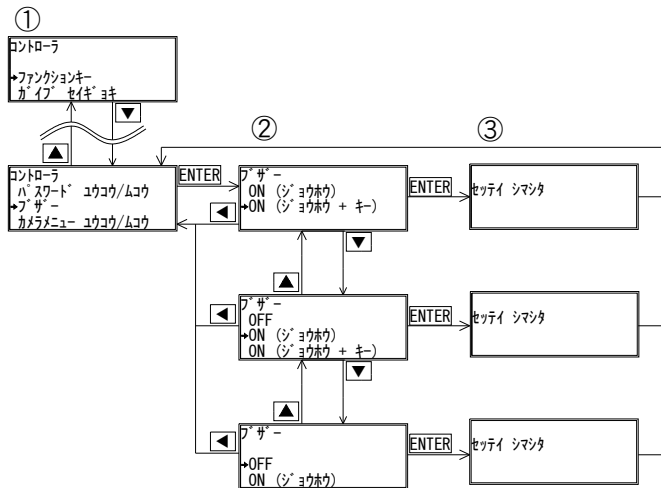 ①
コントローラ
→ファンクションキー
ガイブ セイギョキ
▼
▲
②
③
コントローラ
パスワード ユウコウ/ムコウ
→ブザー
カメラメニュー ユウコウ/ムコウ
ENTER
ブザー
ON (ジョウホウ)
→ON (ジョウホウ + キー)
ENTER
セッテイ シマシタ
◀
▼
▲
ブザー
OFF
→ON (ジョウホウ)
ON (ジョウホウ + キー)
◀
ENTER
セッテイ シマシタ
▼
▲
ブザー
→OFF
ON (ジョウホウ)
◀
ENTER
セッテイ シマシタ